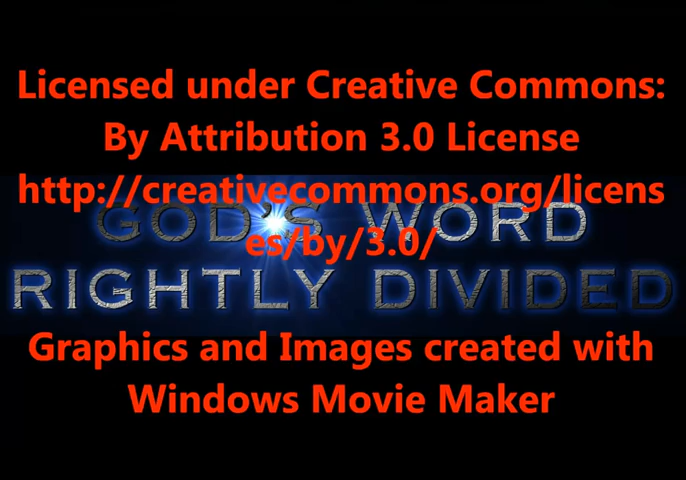 Licensed under Creative Commons:
By Attribution 3.0 License
http://creativecommons.org/licens
es/by/3.0/
GOD'S WORD
RIGHTLY DIVIDED
Graphics and Images created with
Windows Movie Maker